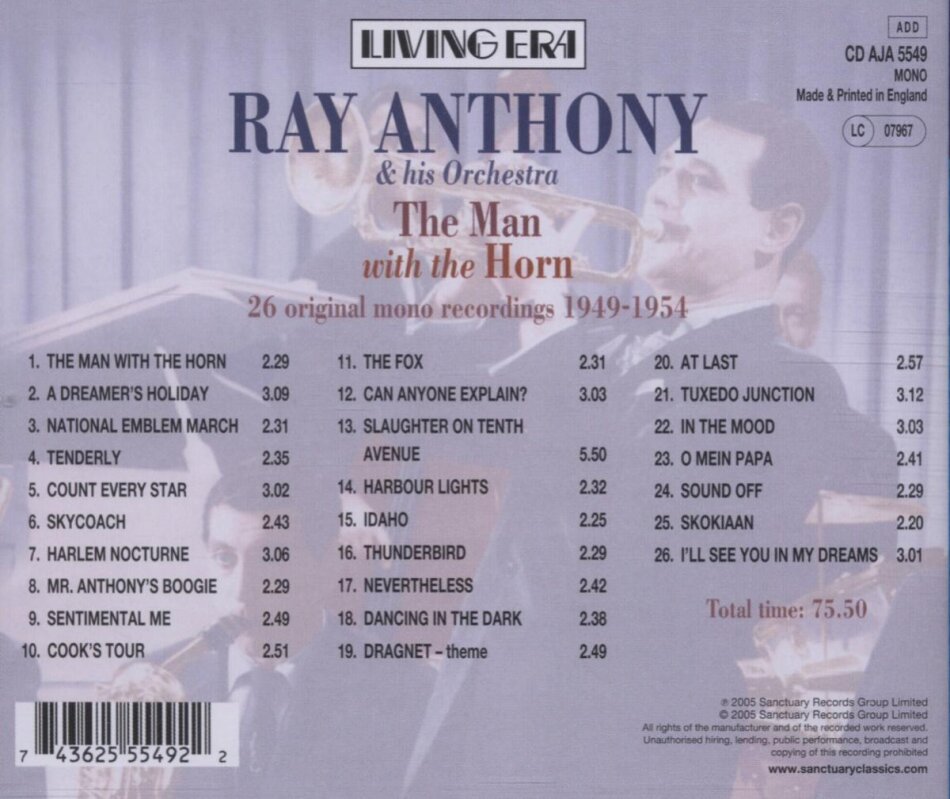 LIVING ERA
ADD
CD AJA 5549
MONO
Made & Printed in England
LC 07967
RAY ANTHONY
& his Orchestra
The Man
with the Horn
26 original mono recordings 1949-1954
1. THE MAN WITH THE HORN 2.29
2. A DREAMER'S HOLIDAY 3.09
3. NATIONAL EMBLEM MARCH 2.31
4. TENDERLY 2.35
5. COUNT EVERY STAR 3.02
6. SKYCOACH 2.43
7. HARLEM NOCTURNE 3.06
8. MR. ANTHONY'S BOOGIE 2.29
9. SENTIMENTAL ME 2.49
10. COOK'S TOUR 2.51
11. THE FOX 2.31
12. CAN ANYONE EXPLAIN? 3.03
13. SLAUGHTER ON TENTH
AVENUE 5.50
14. HARBOUR LIGHTS 2.32
15. IDAHO 2.25
16. THUNDERBIRD 2.29
17. NEVERTHELESS 2.42
18. DANCING IN THE DARK 2.38
19. DRAGNET – theme 2.49
20. AT LAST 2.57
21. TUXEDO JUNCTION 3.12
22. IN THE MOOD 3.03
23. O MEIN PAPA 2.41
24. SOUND OFF 2.29
25. SKOKIAAN 2.20
26. I'LL SEE YOU IN MY DREAMS 3.01
Total time: 75.50
7 43625 55492 2
℗ 2005 Sanctuary Records Group Limited
© 2005 Sanctuary Records Group Limited
All rights of the manufacturer and of the recorded work reserved.
Unauthorised hiring, lending, public performance, broadcast and
copying of this recording prohibited
www.sanctuaryclassics.com